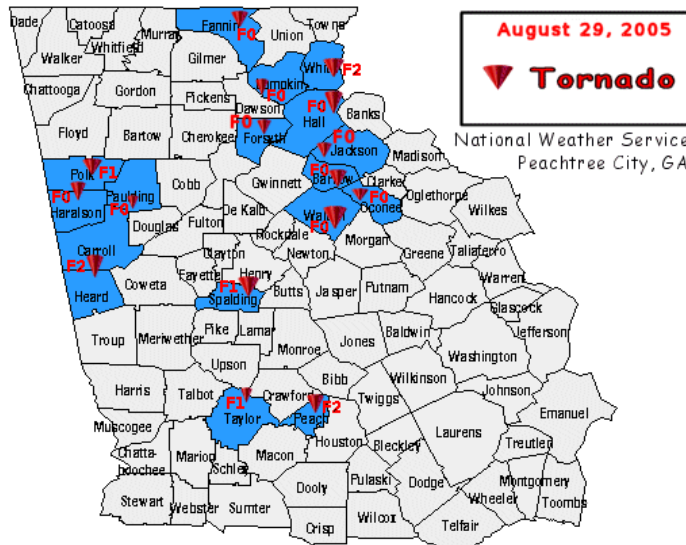 August 29, 2005
Tornado
National Weather Service
Peachtree City, GA
Dade
Catoosa
Whitfield
Murray
Fannin
F0
Union
Towns
Walker
Gilmer
Lumpkin
F0
White
F2
Chattooga
Gordon
Pickens
Dawson
Hall
F0
Banks
Floyd
Bartow
Cherokee
Forsyth
F0
Jackson
F0
Madison
Polk
F1
Paulding
F0
Cobb
Gwinnett
Barrow
F0
Clarke
Oglethorpe
Wilkes
Haralson
F0
Douglas
Fulton
De Kalb
Walton
F0
Oconee
F0
Rockdale
Newton
Morgan
Greene
Taliaferro
Carroll
F2
Clayton
Fayette
Henry
Warren
Heard
Coweta
F1
Spalding
Butts
Jasper
Putnam
Hancock
Glascock
Jefferson
Troup
Meriwether
Pike
Lamar
Monroe
Jones
Baldwin
Washington
Upson
Harris
Talbot
Crawford
Bibb
Twiggs
Wilkinson
Johnson
Emanuel
Muscogee
F1
Taylor
F2
Peach
Houston
Bleckley
Laurens
Treutlen
Chatta-
hoochee
Marion
Schley
Macon
Dooly
Pulaski
Dodge
Montgomery
Wheeler
Toombs
Stewart
Webster
Sumter
Crisp
Wilcox
Telfair